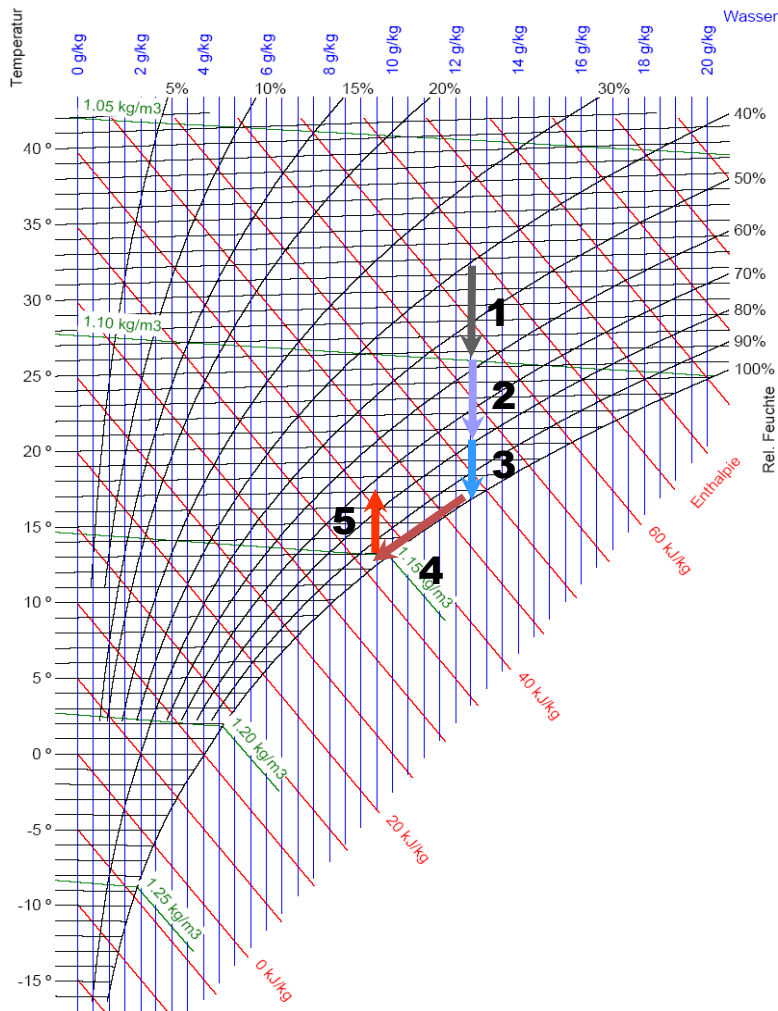 Wasser
Temperatur
0 g/kg
2 g/kg
4 g/kg
6 g/kg
8 g/kg
10 g/kg
12 g/kg
14 g/kg
16 g/kg
18 g/kg
20 g/kg
5%
10%
15%
20%
30%
40%
50%
60%
70%
80%
90%
100%
Rel. Feuchte
1.05 kg/m3
1.10 kg/m3
1.15 kg/m3
1.20 kg/m3
1.25 kg/m3
40 º
35 º
30 º
25 º
20 º
15 º
10 º
5 º
0 º
-5 º
-10 º
-15 º
1
2
3
4
5
Enthalpie
60 kJ/kg
40 kJ/kg
20 kJ/kg
0 kJ/kg